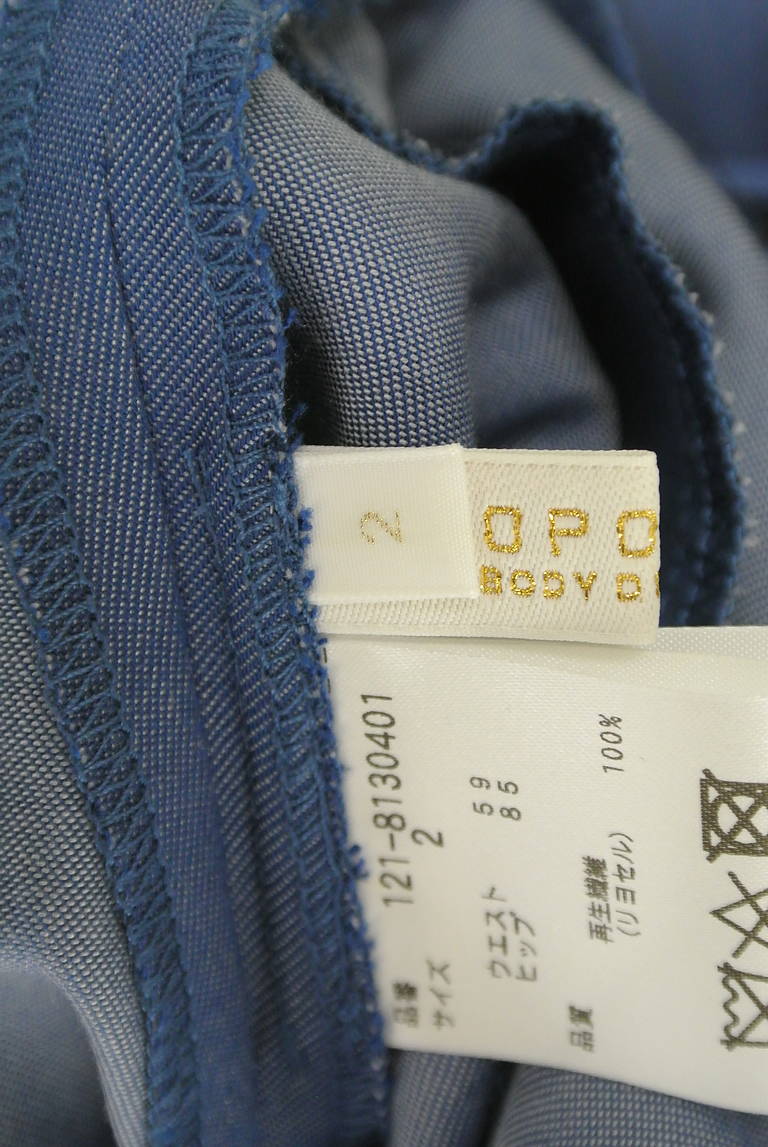 2
OPO
BODY D
品番 121-8130401
サイズ 2
ウエスト 59
ヒップ 85
品質 再生繊維 100%
(リヨセル)